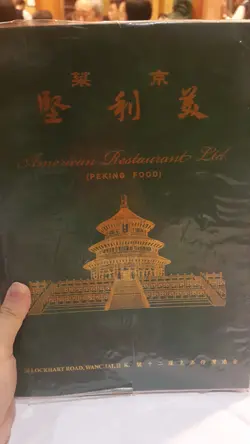 菜 京
堅 利 美
American Restaurant Ltd
(PEKING FOOD)
LOCKHART ROAD, WANCHAI, H.K.